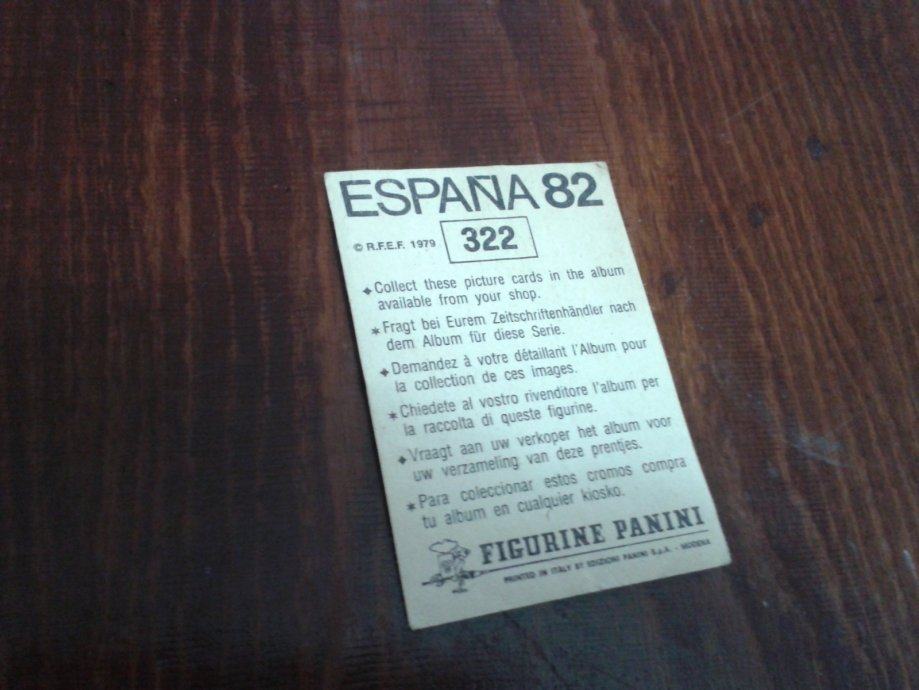 ESPAÑA 82
© R.F.E.F. 1979 322
✦ Collect these picture cards in the album
available from your shop.
✶ Fragt bei Eurem Zeitschriftenhändler nach
dem Album für diese Serie.
✦ Demandez à votre détaillant l'Album pour
la collection de ces images.
✶ Chiedete al vostro rivenditore l'album per
la raccolta di queste figurine.
✦ Vraagt aan uw verkoper het album voor
uw verzameling van deze prentjes.
✶ Para coleccionar estos cromos compra
tu album en cualquier kiosko.
FIGURINE PANINI
PRINTED IN ITALY BY EDIZIONI PANINI S.p.A. - MODENA